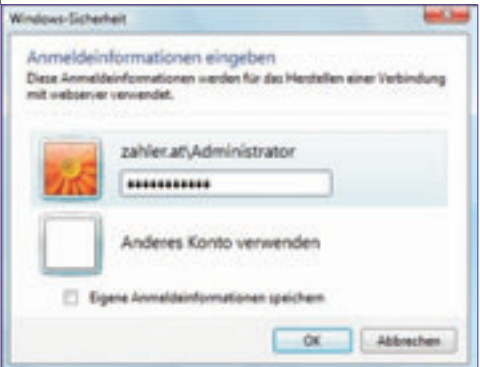 Windows-Sicherheit
Anmeldeinformationen eingeben
Diese Anmeldeinformationen werden für das Herstellen einer Verbindung
mit webserver verwendet.
zahler.at\Administrator
•••••••••••
Anderes Konto verwenden
Eigene Anmeldeinformationen speichern
OK
Abbrechen